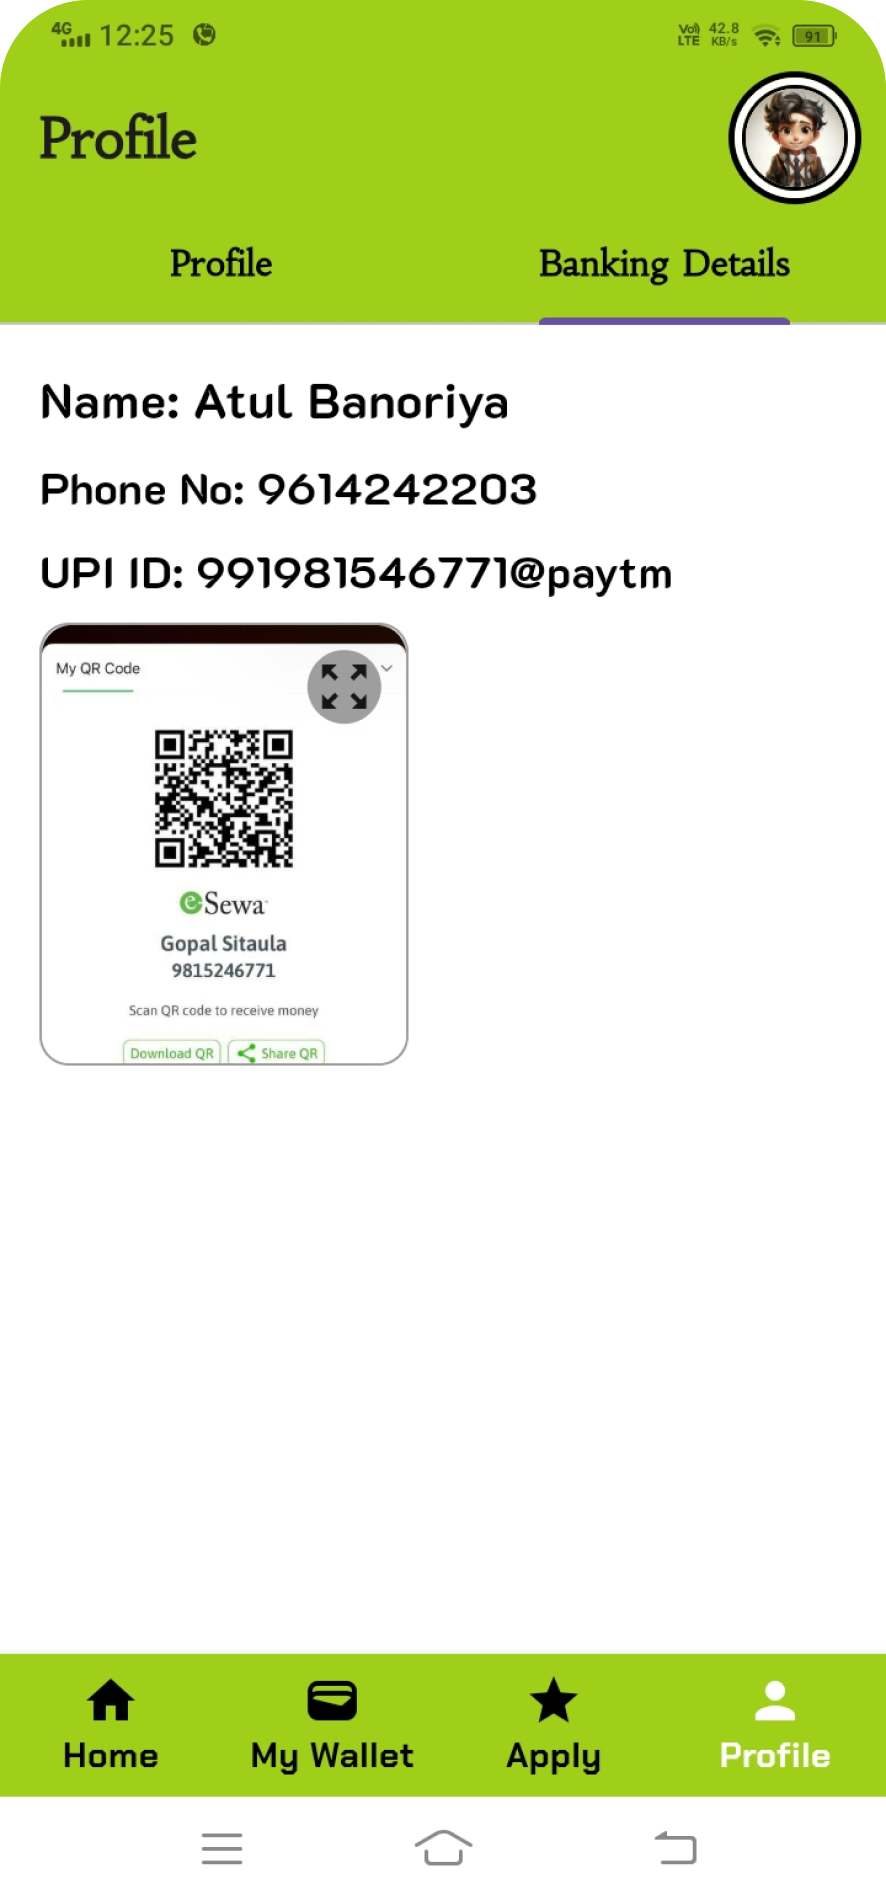 4G 12:25 Vo) LTE 42.8 KB/s 91
Profile
Profile Banking Details
Name: Atul Banoriya
Phone No: 9614242203
UPI ID: 991981546771@paytm
My QR Code
e-Sewa
Gopal Sitaula
9815246771
Scan QR code to receive money
Download QR Share QR
Home My Wallet Apply Profile